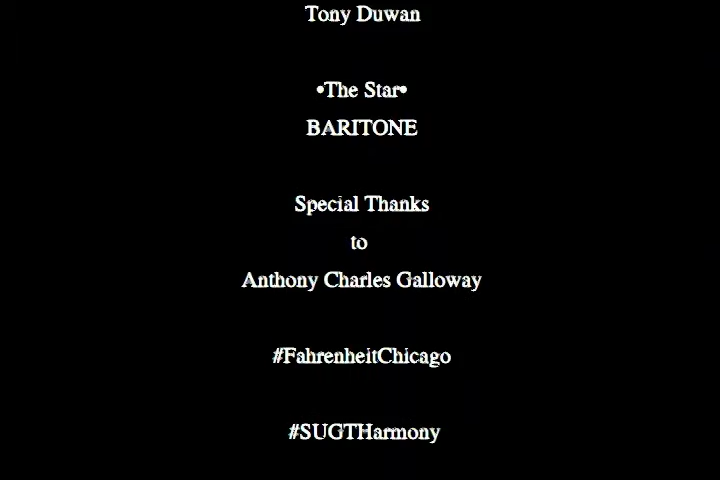 Tony Duwan
•The Star•
BARITONE
Special Thanks
to
Anthony Charles Galloway
#FahrenheitChicago
#SUGTHarmony